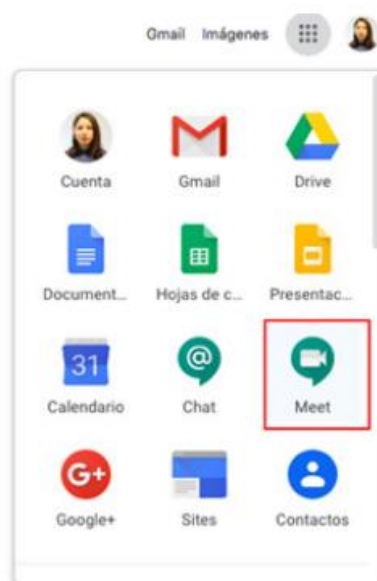 Gmail Imágenes
Cuenta Gmail Drive
Document... Hojas de c... Presentac...
31
@
Calendario Chat Meet
G+
Google+ Sites Contactos